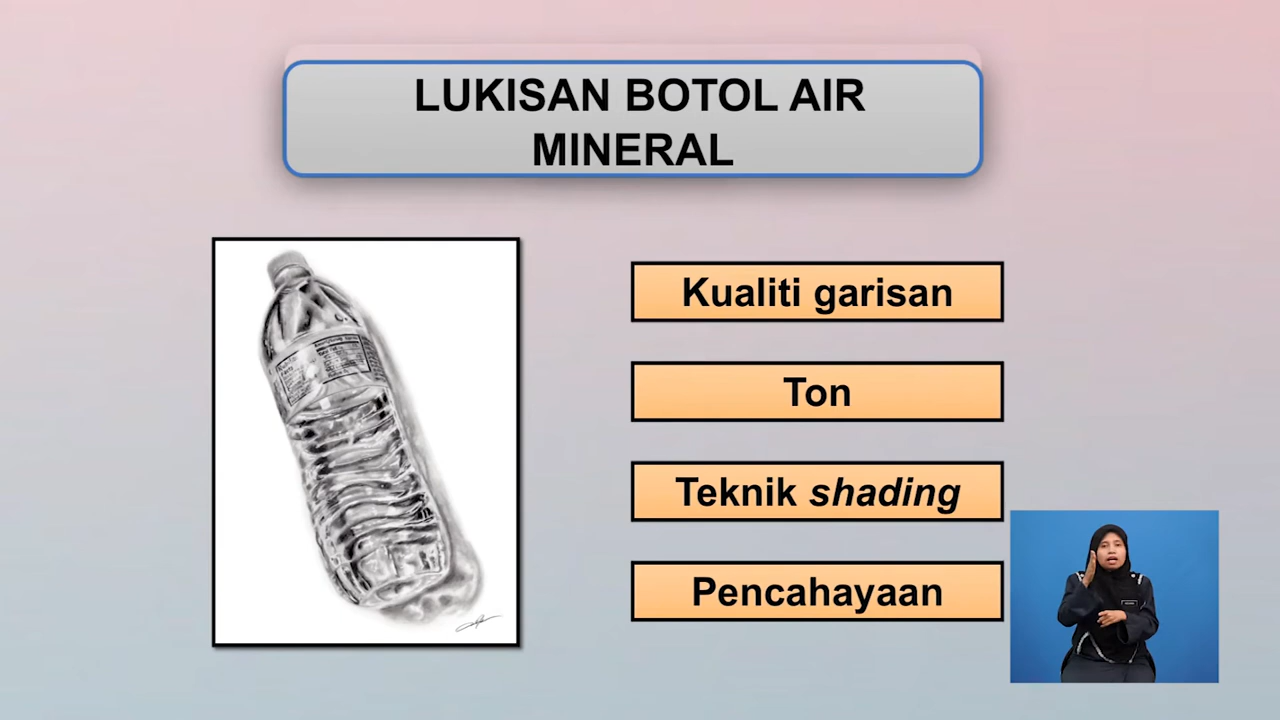 LUKISAN BOTOL AIR
MINERAL
Kualiti garisan
Ton
Teknik shading
Pencahayaan